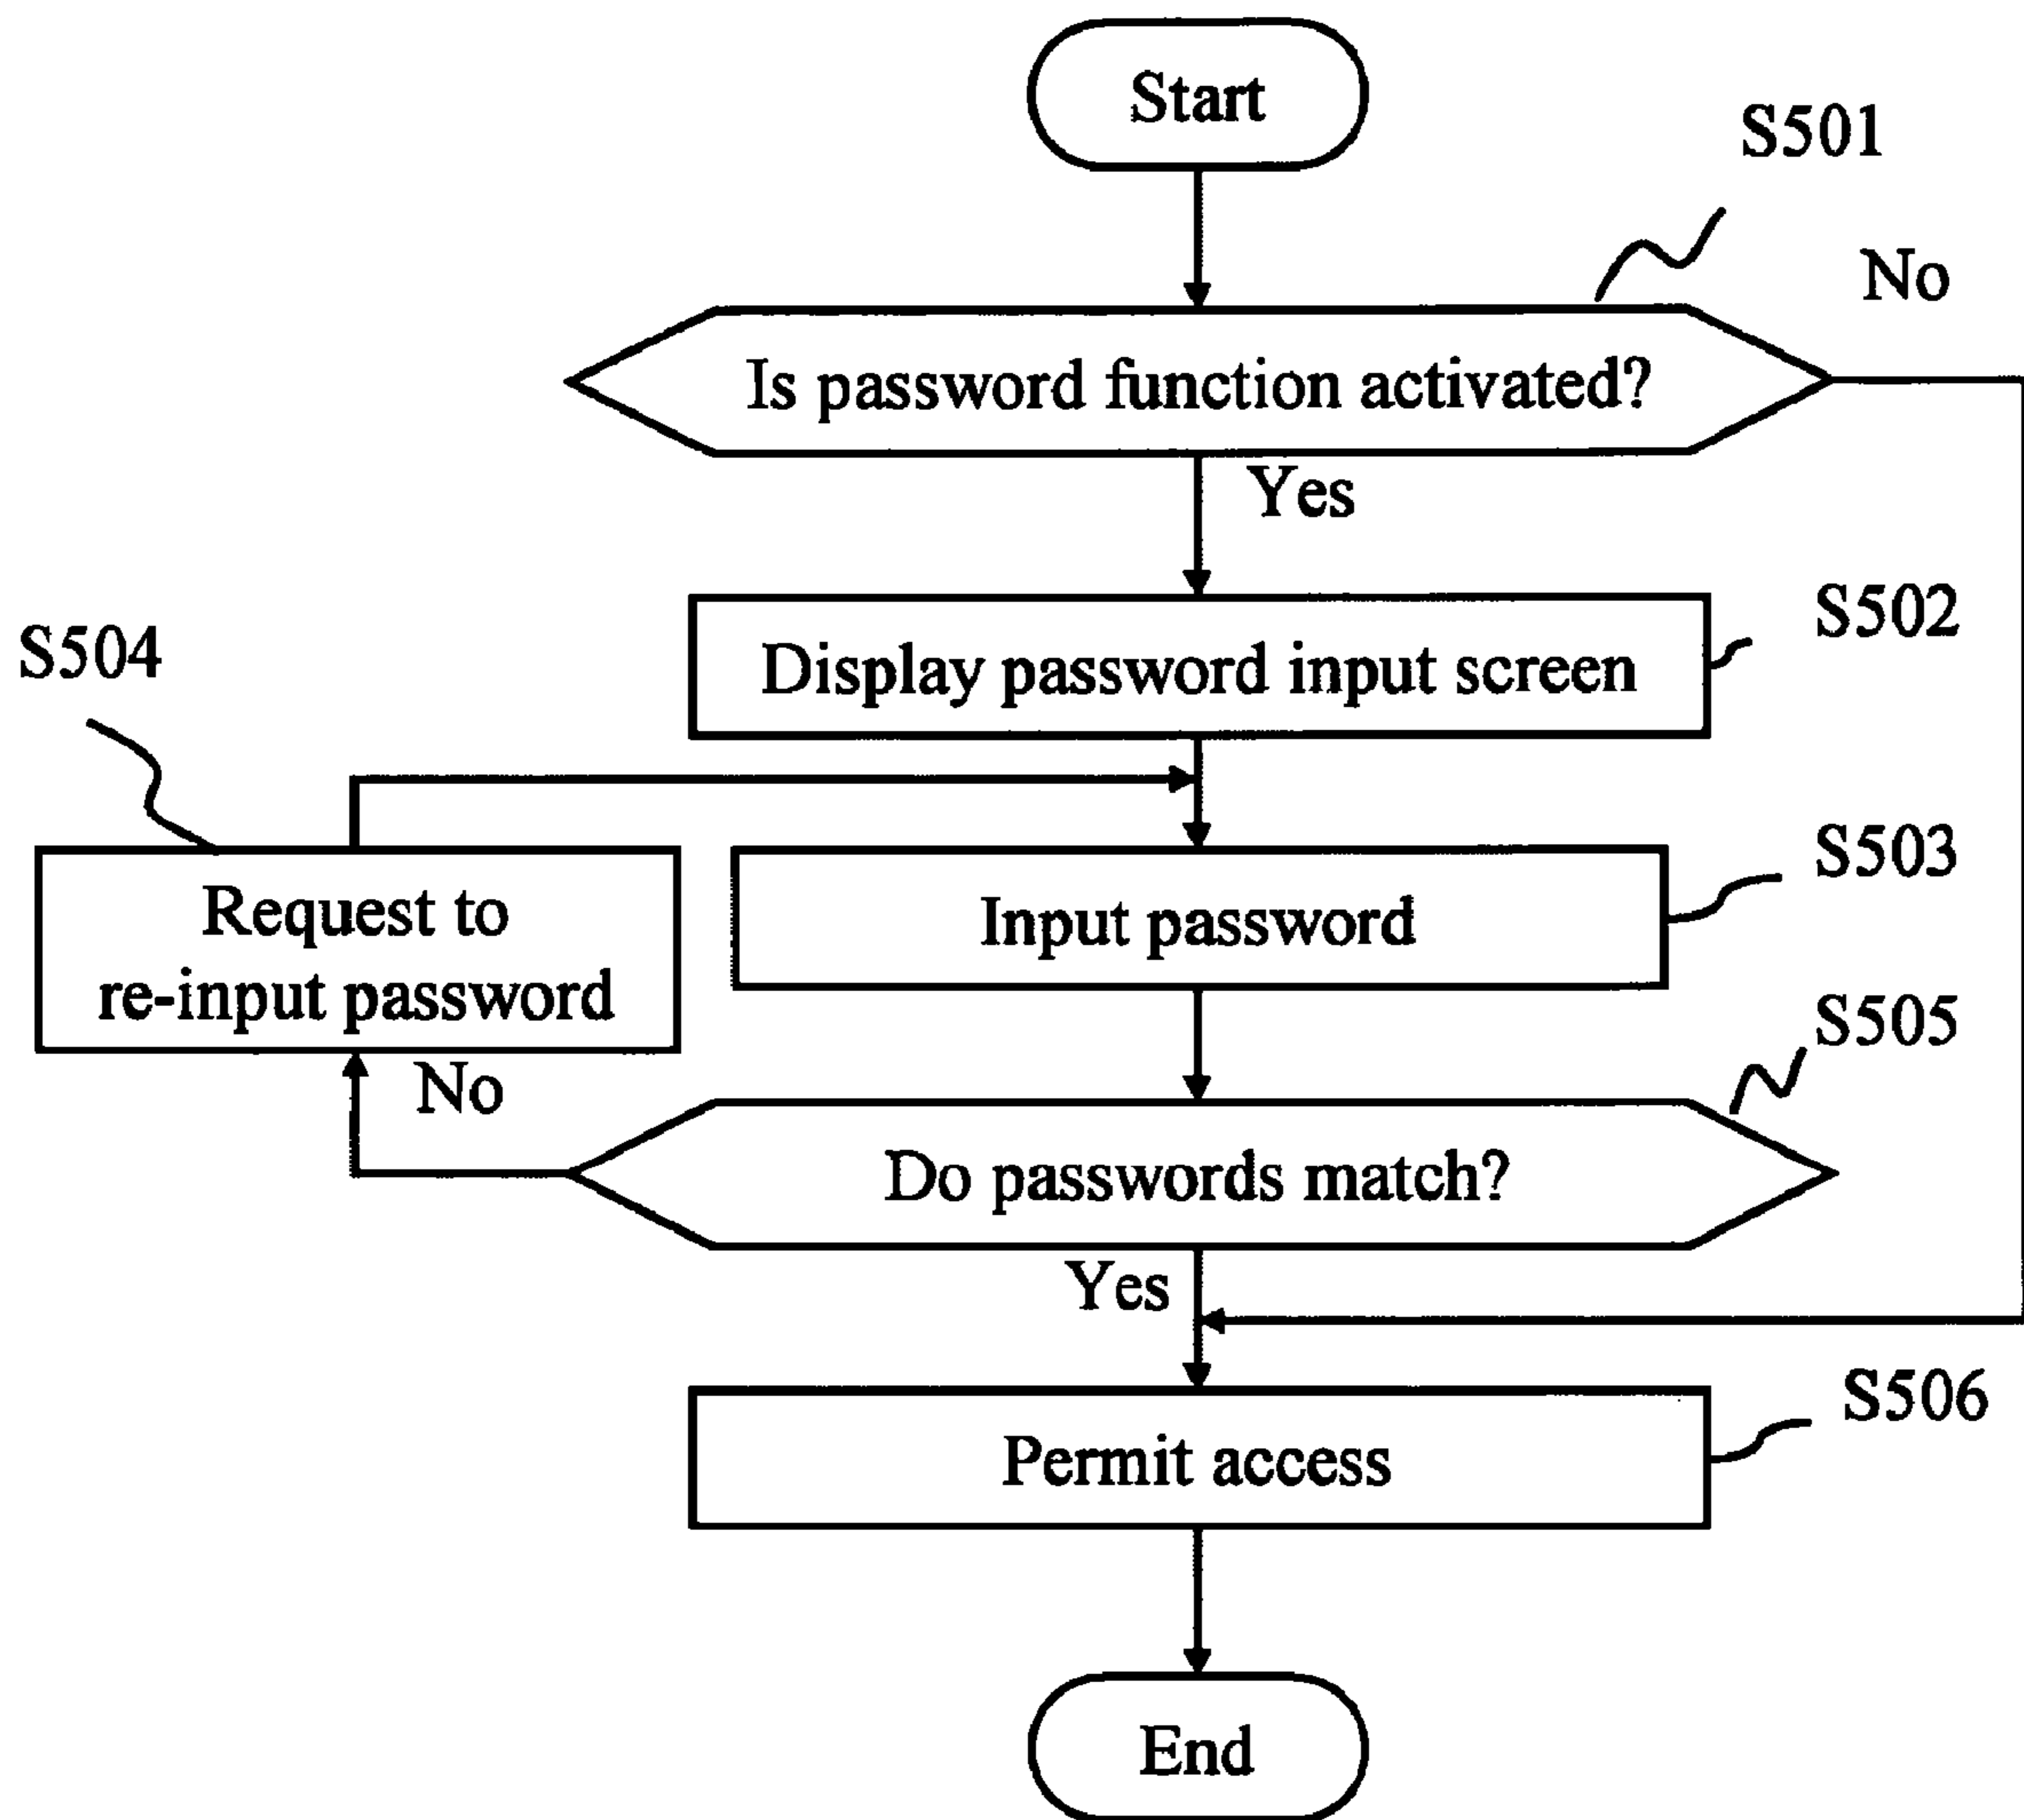 Start
S501
No
Is password function activated?
Yes
S502
Display password input screen
S504
S503
Request to
re-input password
Input password
S505
No
Do passwords match?
Yes
S506
Permit access
End